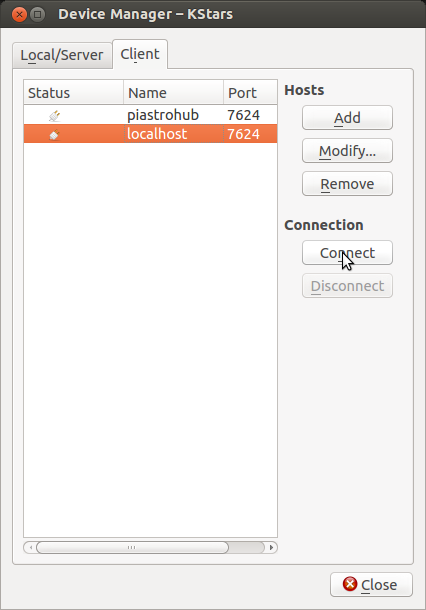 Device Manager – KStars
Local/Server Client
Status Name Port
piastrohub 7624
localhost 7624
Hosts
Add
Modify...
Remove
Connection
Connect
Disconnect
Close